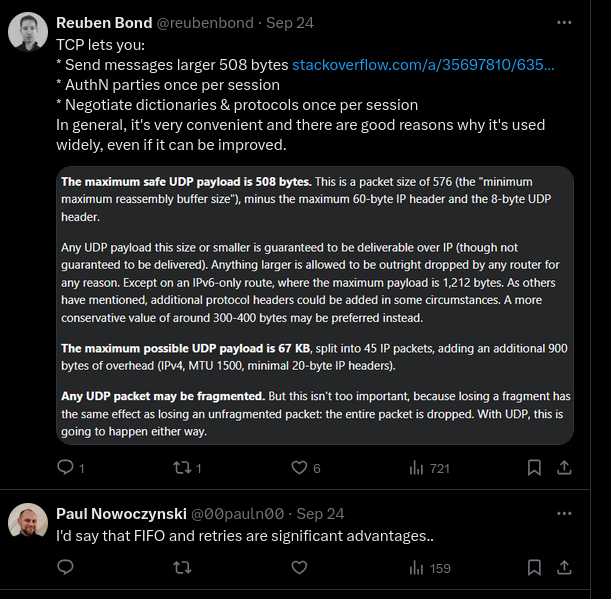 Reuben Bond @reubenbond · Sep 24
TCP lets you:
* Send messages larger 508 bytes stackoverflow.com/a/35697810/635...
* AuthN parties once per session
* Negotiate dictionaries & protocols once per session
In general, it's very convenient and there are good reasons why it's used
widely, even if it can be improved.
The maximum safe UDP payload is 508 bytes. This is a packet size of 576 (the "minimum
maximum reassembly buffer size"), minus the maximum 60-byte IP header and the 8-byte UDP
header.
Any UDP payload this size or smaller is guaranteed to be deliverable over IP (though not
guaranteed to be delivered). Anything larger is allowed to be outright dropped by any router for
any reason. Except on an IPv6-only route, where the maximum payload is 1,212 bytes. As others
have mentioned, additional protocol headers could be added in some circumstances. A more
conservative value of around 300-400 bytes may be preferred instead.
The maximum possible UDP payload is 67 KB, split into 45 IP packets, adding an additional 900
bytes of overhead (IPv4, MTU 1500, minimal 20-byte IP headers).
Any UDP packet may be fragmented. But this isn't too important, because losing a fragment has
the same effect as losing an unfragmented packet: the entire packet is dropped. With UDP, this is
going to happen either way.
1 1 6 721
Paul Nowoczynski @00pauln00 · Sep 24
I'd say that FIFO and retries are significant advantages..
159